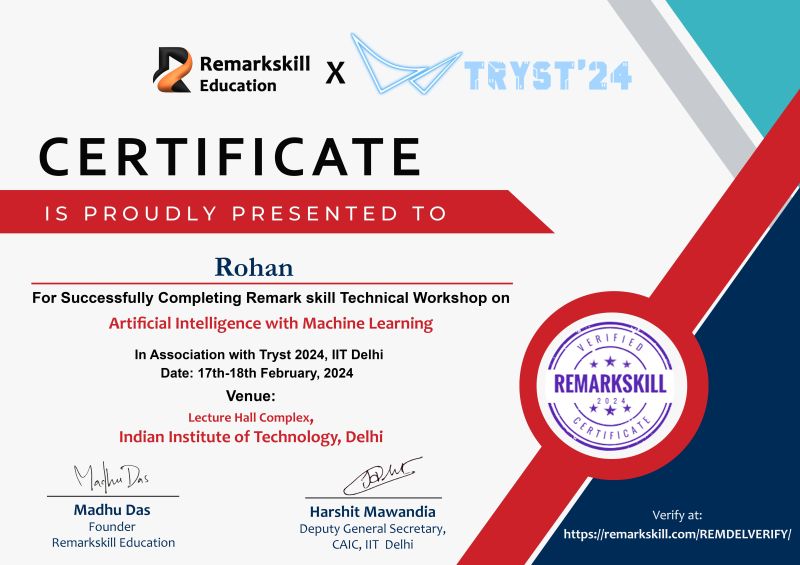 Remarkskill
Education
X
TRYST'24
CERTIFICATE
IS PROUDLY PRESENTED TO
Rohan
For Successfully Completing Remark skill Technical Workshop on
Artificial Intelligence with Machine Learning
In Association with Tryst 2024, IIT Delhi
Date: 17th-18th February, 2024
Venue:
Lecture Hall Complex,
Indian Institute of Technology, Delhi
VERIFIED
REMARKSKILL
2024
CERTIFICATE
Madhu Das
Madhu Das
Founder
Remarkskill Education
Harshit Mawandia
Deputy General Secretary,
CAIC, IIT Delhi
Verify at:
https://remarkskill.com/REMDELVERIFY/